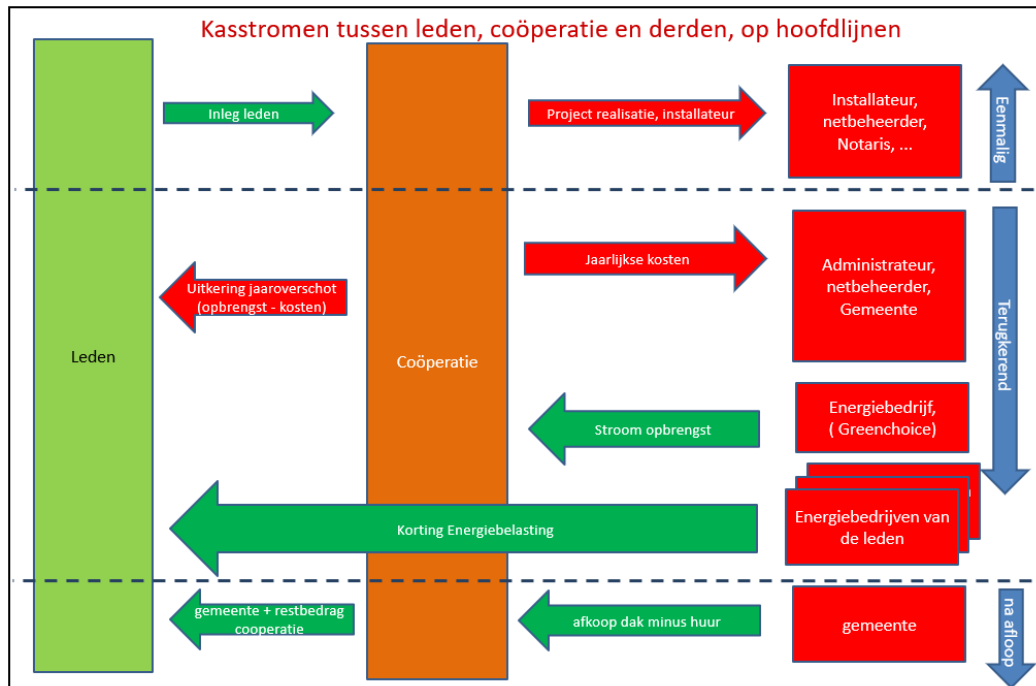 Kasstromen tussen leden, coöperatie en derden, op hoofdlijnen
Inleg leden
Project realisatie, installateur
Installateur,
netbeheerder,
Notaris, ...
Eenmalig
Jaarlijkse kosten
Administrateur,
netbeheerder,
Gemeente
Uitkering jaaroverschot
(opbrengst - kosten)
Terugkerend
Leden
Coöperatie
Stroom opbrengst
Energiebedrijf,
( Greenchoice)
Korting Energiebelasting
Energiebedrijven van
de leden
gemeente + restbedrag
cooperatie
afkoop dak minus huur
gemeente
na afloop